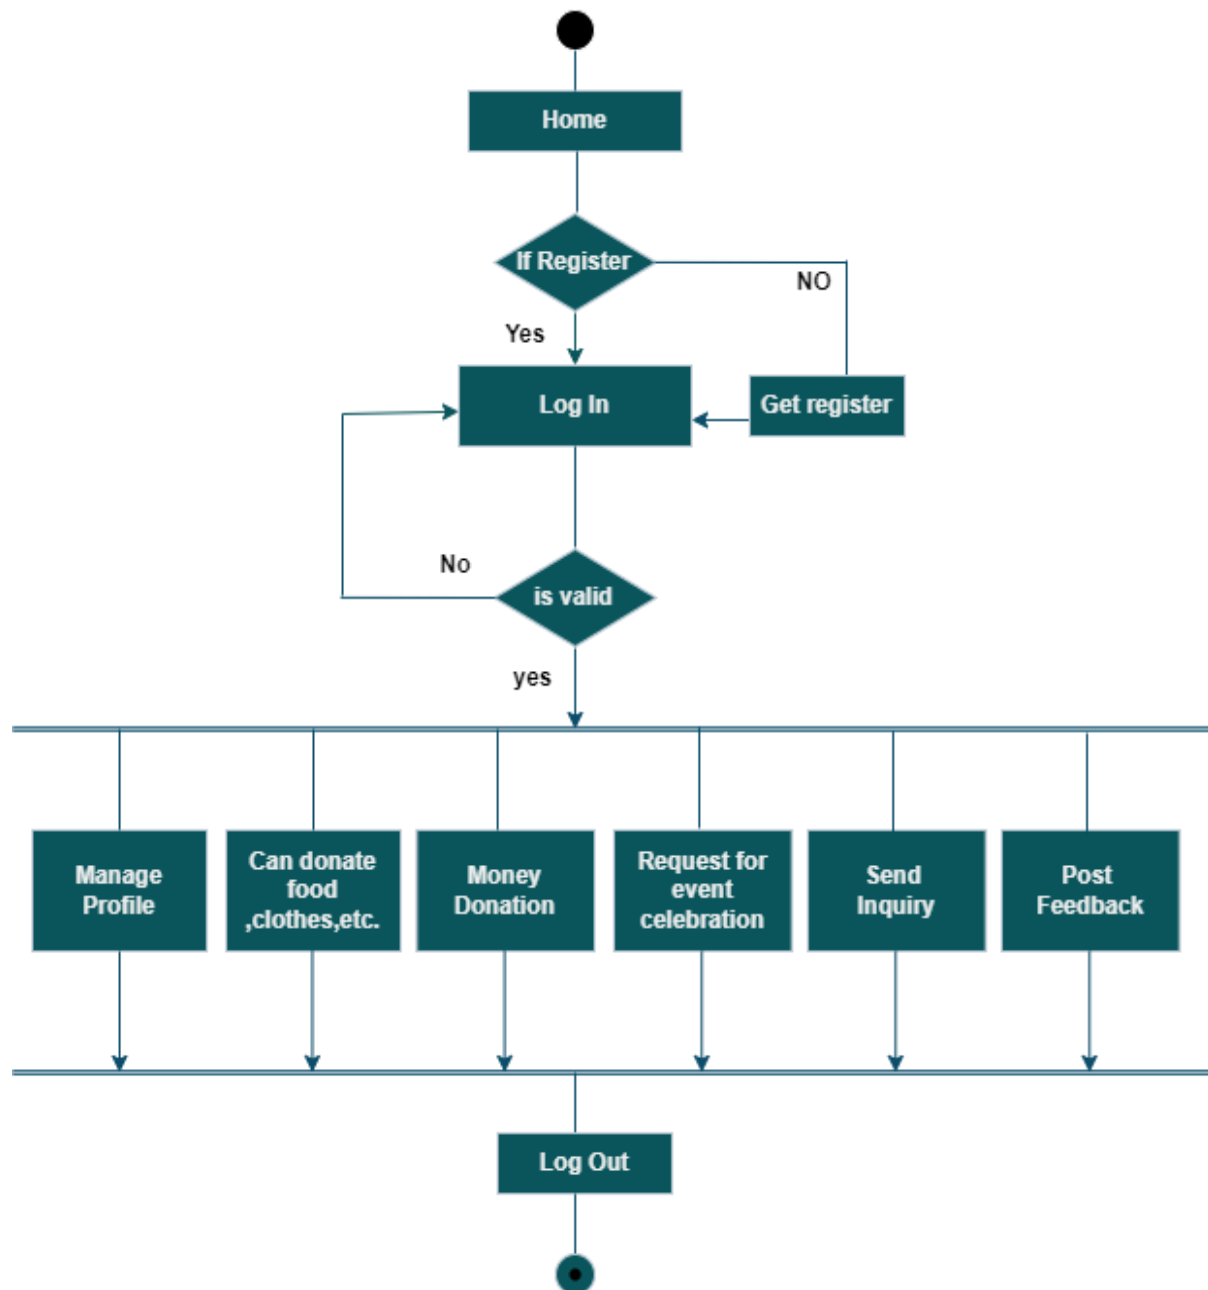 Home
If Register
NO
Yes
Log In
Get register
No
is valid
yes
Manage
Profile
Can donate
food
,clothes,etc.
Money
Donation
Request for
event
celebration
Send
Inquiry
Post
Feedback
Log Out